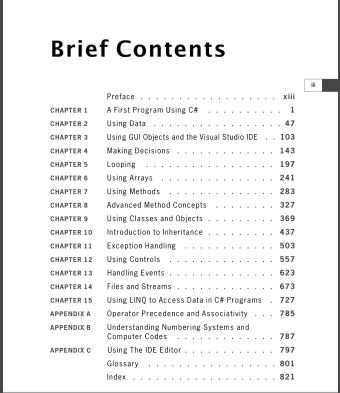 Brief Contents
iii
Preface . . . . . . . . . . . . . . . . . . xiii
CHAPTER 1 A First Program Using C# . . . . . . . . . . 1
CHAPTER 2 Using Data . . . . . . . . . . . . . . . . . 47
CHAPTER 3 Using GUI Objects and the Visual Studio IDE . . 103
CHAPTER 4 Making Decisions . . . . . . . . . . . . . 143
CHAPTER 5 Looping . . . . . . . . . . . . . . . . . 197
CHAPTER 6 Using Arrays . . . . . . . . . . . . . . . 241
CHAPTER 7 Using Methods . . . . . . . . . . . . . . 283
CHAPTER 8 Advanced Method Concepts . . . . . . . . 327
CHAPTER 9 Using Classes and Objects . . . . . . . . . 369
CHAPTER 10 Introduction to Inheritance . . . . . . . . . 437
CHAPTER 11 Exception Handling . . . . . . . . . . . . 503
CHAPTER 12 Using Controls . . . . . . . . . . . . . . 557
CHAPTER 13 Handling Events . . . . . . . . . . . . . 623
CHAPTER 14 Files and Streams . . . . . . . . . . . . . 673
CHAPTER 15 Using LINQ to Access Data in C# Programs . 727
APPENDIX A Operator Precedence and Associativity . . . 785
APPENDIX B Understanding Numbering Systems and
Computer Codes . . . . . . . . . . . . . 787
APPENDIX C Using The IDE Editor . . . . . . . . . . . . 797
Glossary . . . . . . . . . . . . . . . . . 801
Index . . . . . . . . . . . . . . . . . . . 821